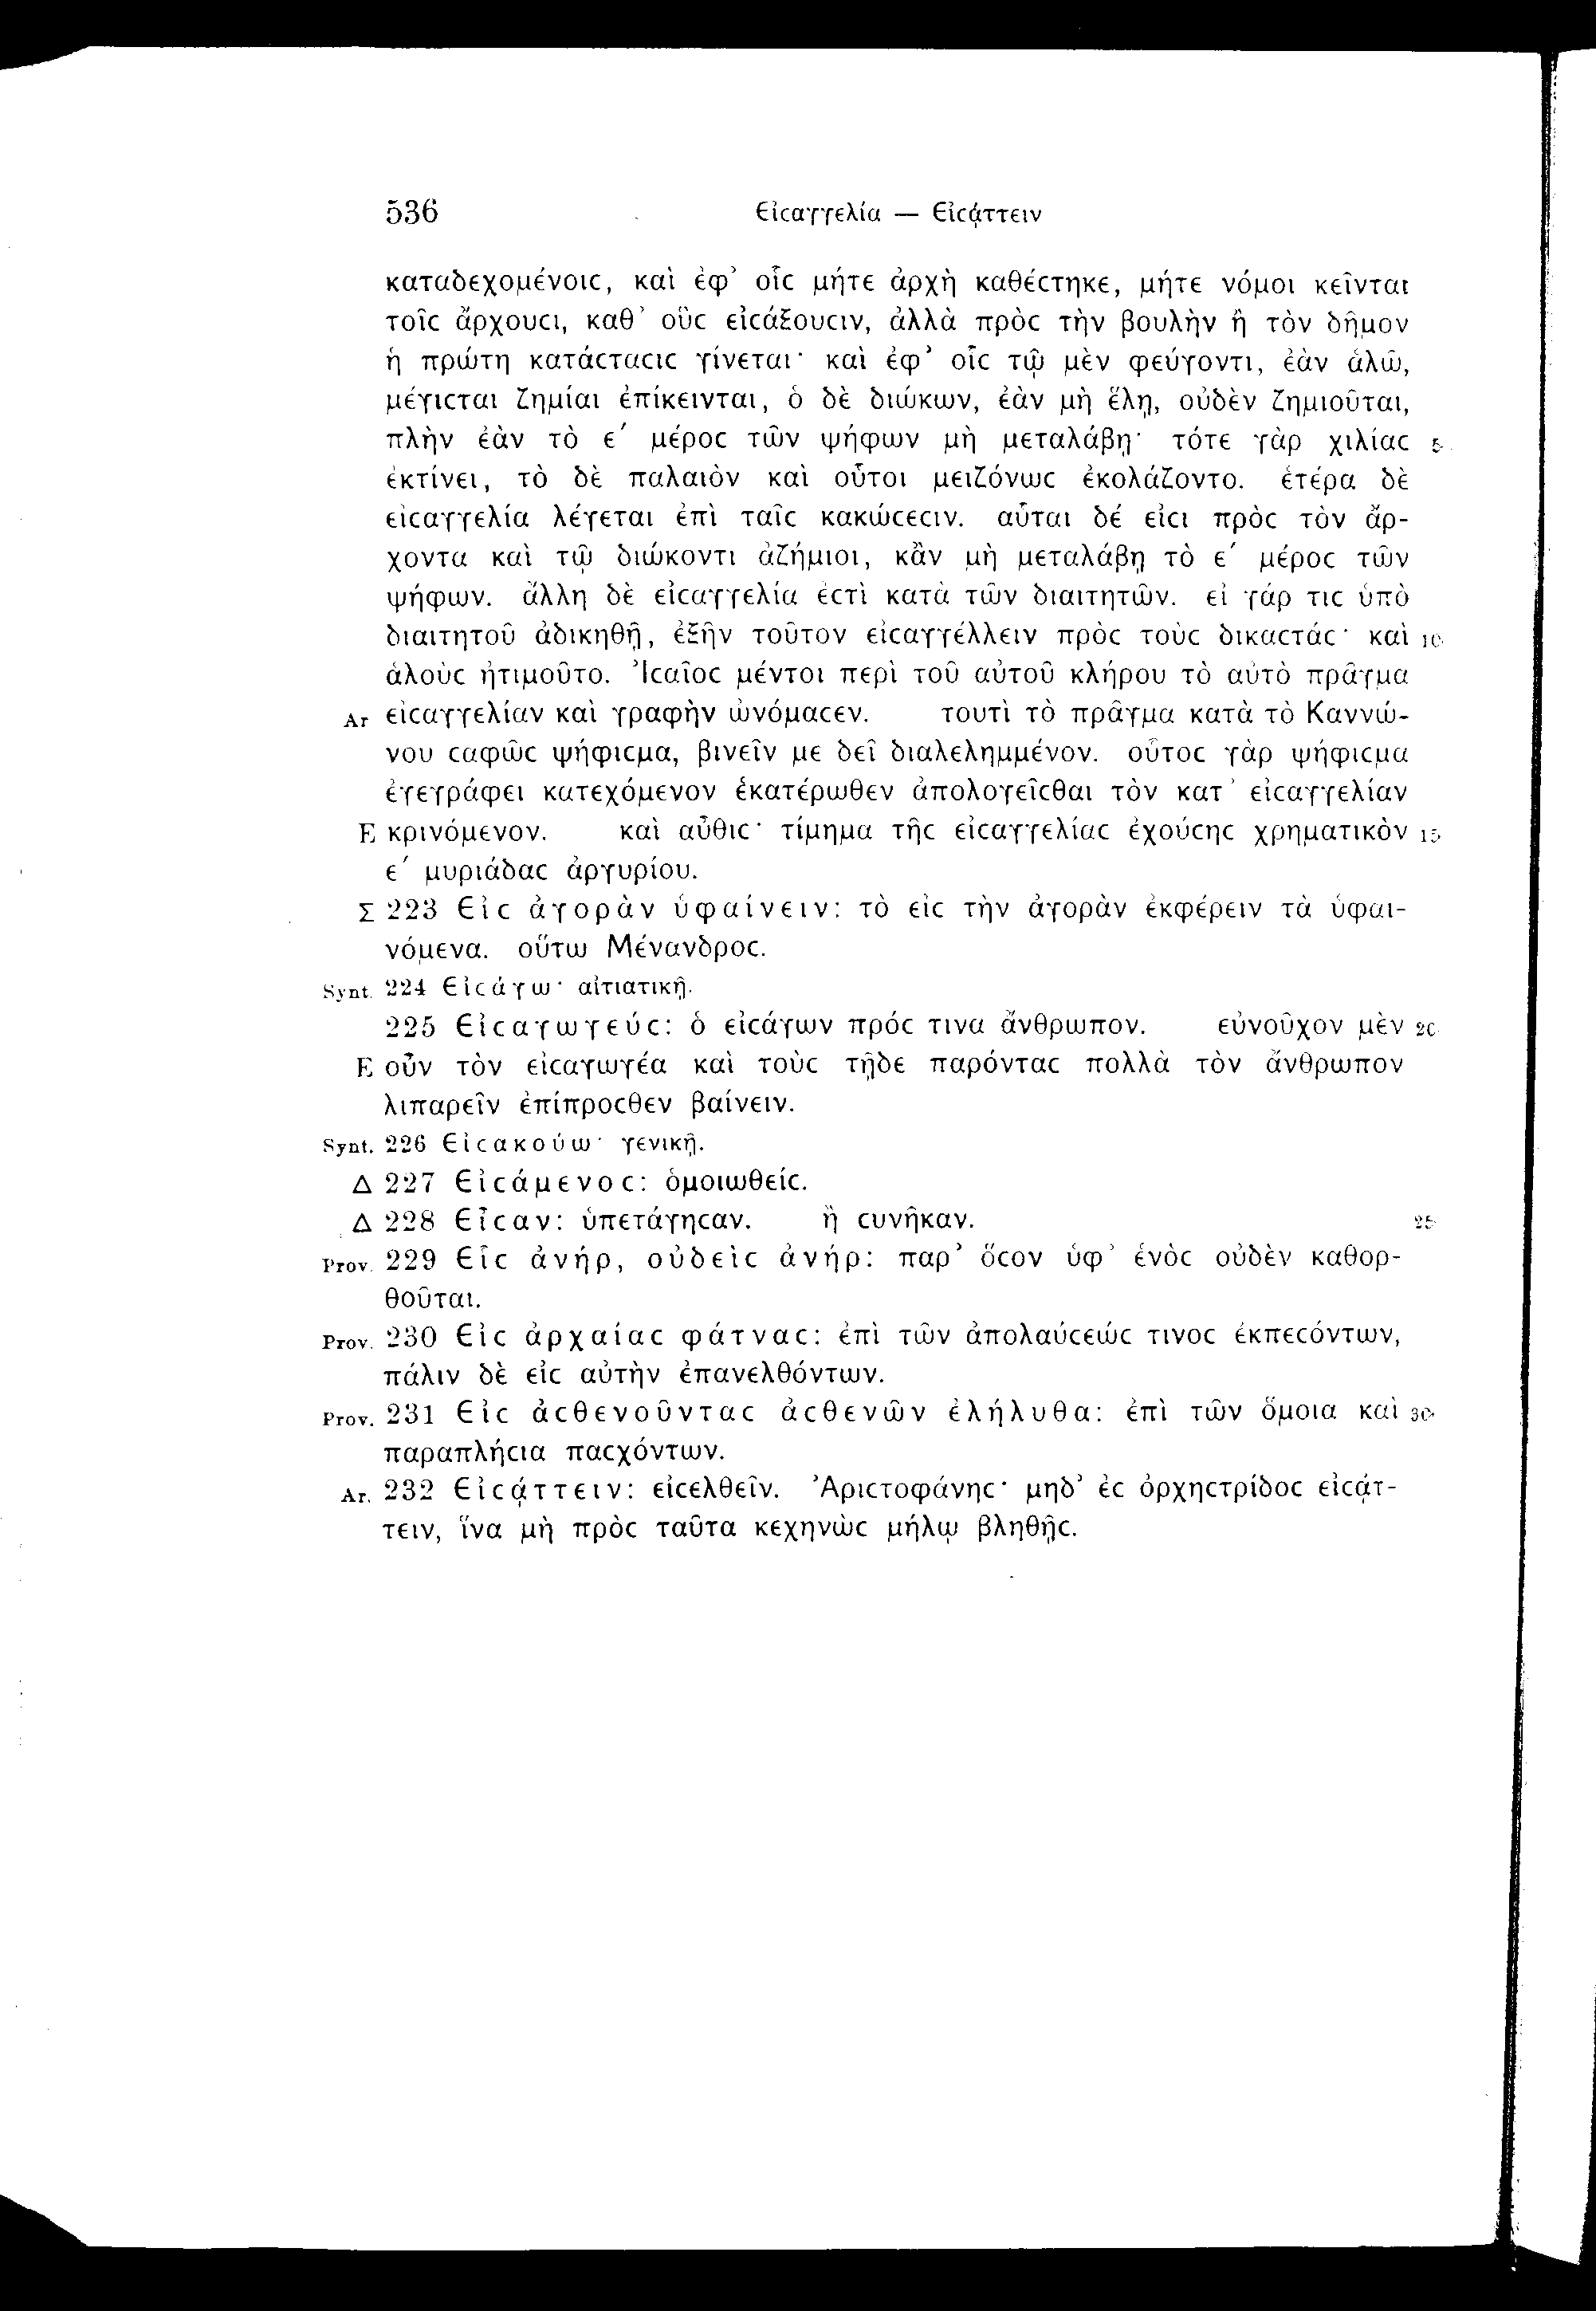 536 Εἰϲαγγελία — Εἰϲᾴττειν
καταδεχομένοιϲ, καὶ ἐφ’ οἷϲ μήτε ἀρχὴ καθέϲτηκε, μήτε νόμοι κεῖνται
τοῖϲ ἄρχουϲι, καθ’ οὓϲ εἰϲάξουϲιν, ἀλλὰ πρὸϲ τὴν βουλὴν ἢ τὸν δῆμον
ἡ πρώτη κατάϲταϲιϲ γίνεται· καὶ ἐφ’ οἷϲ τῷ μὲν φεύγοντι, ἐὰν ἁλῶ,
μέγιϲται ζημίαι ἐπίκεινται, ὁ δὲ διώκων, ἐὰν μὴ ἕλῃ, οὐδὲν ζημιοῦται,
πλὴν ἐὰν τὸ ε΄ μέροϲ τῶν ψήφων μὴ μεταλάβῃ· τότε γὰρ χιλίαϲ 5
ἐκτίνει, τὸ δὲ παλαιὸν καὶ οὗτοι μειζόνωϲ ἐκολάζοντο. ἑτέρα δὲ
εἰϲαγγελία λέγεται ἐπὶ ταῖϲ κακώϲεϲιν. αὗται δέ εἰϲι πρὸϲ τὸν ἄρ-
χοντα καὶ τῷ διώκοντι ἀζήμιοι, κἂν μὴ μεταλάβῃ τὸ ε΄ μέροϲ τῶν
ψήφων. ἄλλη δὲ εἰϲαγγελία ἐϲτὶ κατὰ τῶν διαιτητῶν. εἰ γάρ τιϲ ὑπὸ
διαιτητοῦ ἀδικηθῇ, ἐξῆν τοῦτον εἰϲαγγέλλειν πρὸϲ τοὺϲ δικαϲτάϲ· καὶ 10
ἁλοὺϲ ἠτιμοῦτο. Ἰϲαῖοϲ μέντοι περὶ τοῦ αὐτοῦ κλήρου τὸ αὐτὸ πρᾶγμα
Ar εἰϲαγγελίαν καὶ γραφὴν ὠνόμαϲεν. τουτὶ τὸ πρᾶγμα κατὰ τὸ Καννώ-
νου ϲαφῶϲ ψήφιϲμα, βινεῖν με δεῖ διαλελημμένον. οὗτοϲ γὰρ ψήφιϲμα
ἐγεγράφει κατεχόμενον ἑκατέρωθεν ἀπολογεῖϲθαι τὸν κατ’ εἰϲαγγελίαν
E κρινόμενον. καὶ αὖθιϲ· τίμημα τῆϲ εἰϲαγγελίαϲ ἐχούϲηϲ χρηματικὸν 15
ε΄ μυριάδαϲ ἀργυρίου.
Σ 223 Εἰϲ ἀγορὰν ὑφαίνειν: τὸ εἰϲ τὴν ἀγορὰν ἐκφέρειν τὰ ὑφαι-
νόμενα. οὕτω Μένανδροϲ.
Synt. 224 Εἰϲάγω· αἰτιατικῇ.
225 Εἰϲαγωγεύϲ: ὁ εἰϲάγων πρόϲ τινα ἄνθρωπον. εὐνοῦχον μὲν 20
E οὖν τὸν εἰϲαγωγέα καὶ τοὺϲ τῇδε παρόνταϲ πολλὰ τὸν ἄνθρωπον
λιπαρεῖν ἐπίπροϲθεν βαίνειν.
Synt. 226 Εἰϲακούω· γενικῇ.
Δ 227 Εἰϲάμενοϲ: ὁμοιωθείϲ.
Δ 228 Εἶϲαν: ὑπετάγηϲαν. ἢ ϲυνῆκαν. 25
Prov. 229 Εἷϲ ἀνήρ, οὐδεὶϲ ἀνήρ: παρ’ ὅϲον ὑφ’ ἑνὸϲ οὐδὲν καθορ-
θοῦται.
Prov. 230 Εἰϲ ἀρχαίαϲ φάτναϲ: ἐπὶ τῶν ἀπολαύϲεώϲ τινοϲ ἐκπεϲόντων,
πάλιν δὲ εἰϲ αὐτὴν ἐπανελθόντων.
Prov. 231 Εἰϲ ἀϲθενοῦνταϲ ἀϲθενῶν ἐλήλυθα: ἐπὶ τῶν ὅμοια καὶ 30
παραπλήϲια παϲχόντων.
Ar. 232 Εἰϲᾴττειν: εἰϲελθεῖν. Ἀριϲτοφάνηϲ· μηδ’ ἐϲ ὀρχηϲτρίδοϲ εἰϲᾴτ-
τειν, ἵνα μὴ πρὸϲ ταῦτα κεχηνὼϲ μήλῳ βληθῇϲ.